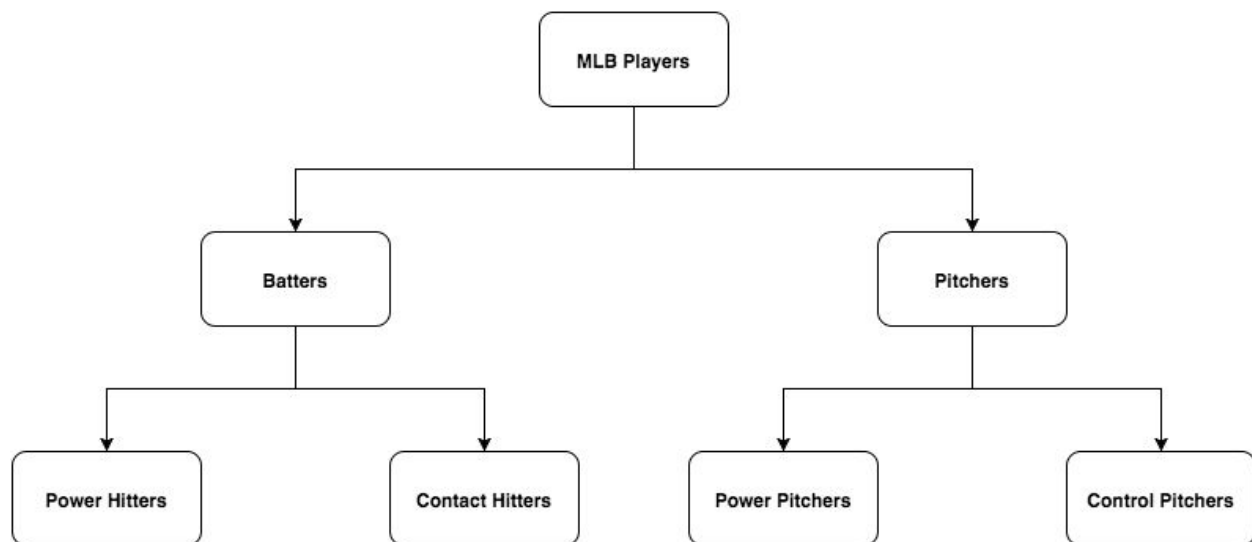 MLB Players
Batters
Pitchers
Power Hitters
Contact Hitters
Power Pitchers
Control Pitchers